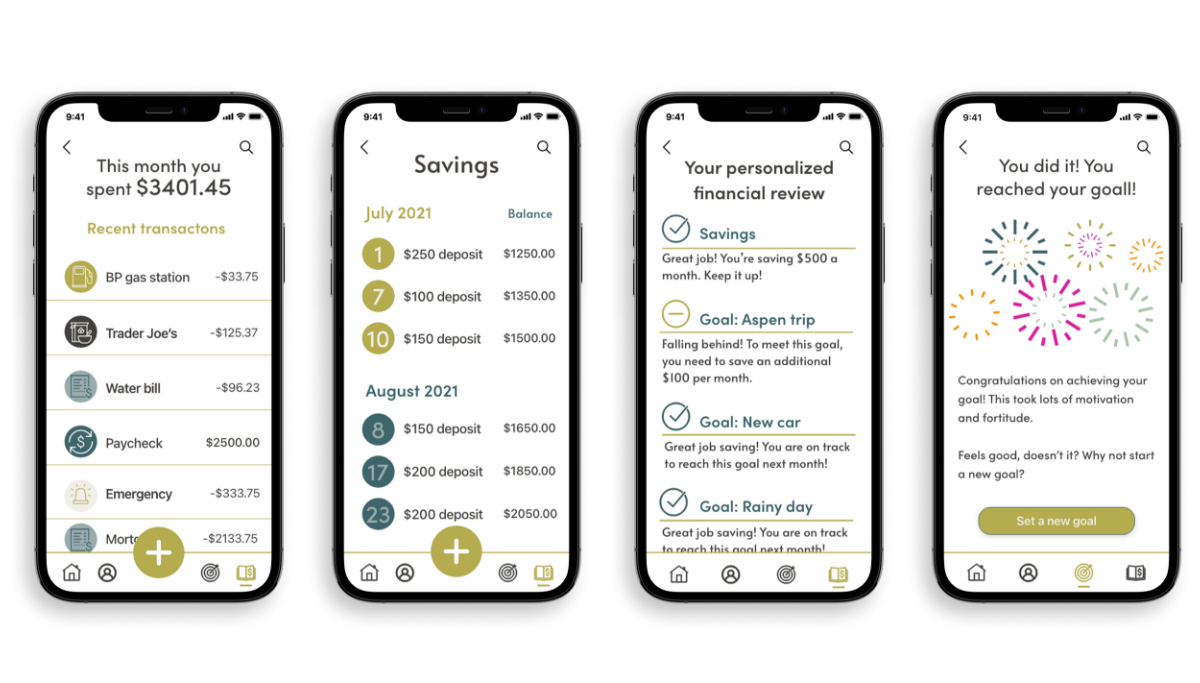 9:41
This month you
spent $3401.45
Recent transactons
BP gas station -$33.75
Trader Joe's -$125.37
Water bill -$96.23
Paycheck $2500.00
Emergency -$333.75
Mort -$2133.75
9:41
Savings
July 2021 Balance
1 $250 deposit $1250.00
7 $100 deposit $1350.00
10 $150 deposit $1500.00
August 2021
8 $150 deposit $1650.00
17 $200 deposit $1850.00
23 $200 deposit $2050.00
9:41
Your personalized
financial review
Savings
Great job! You're saving $500 a
month. Keep it up!
Goal: Aspen trip
Falling behind! To meet this goal,
you need to save an additional
$100 per month.
Goal: New car
Great job saving! You are on track
to reach this goal next month!
Goal: Rainy day
Great job saving! You are on track
to reach this goal next month!
9:41
You did it! You
reached your goall!
Congratulations on achieving your
goal! This took lots of motivation
and fortitude.
Feels good, doesn't it? Why not start
a new goal?
Set a new goal